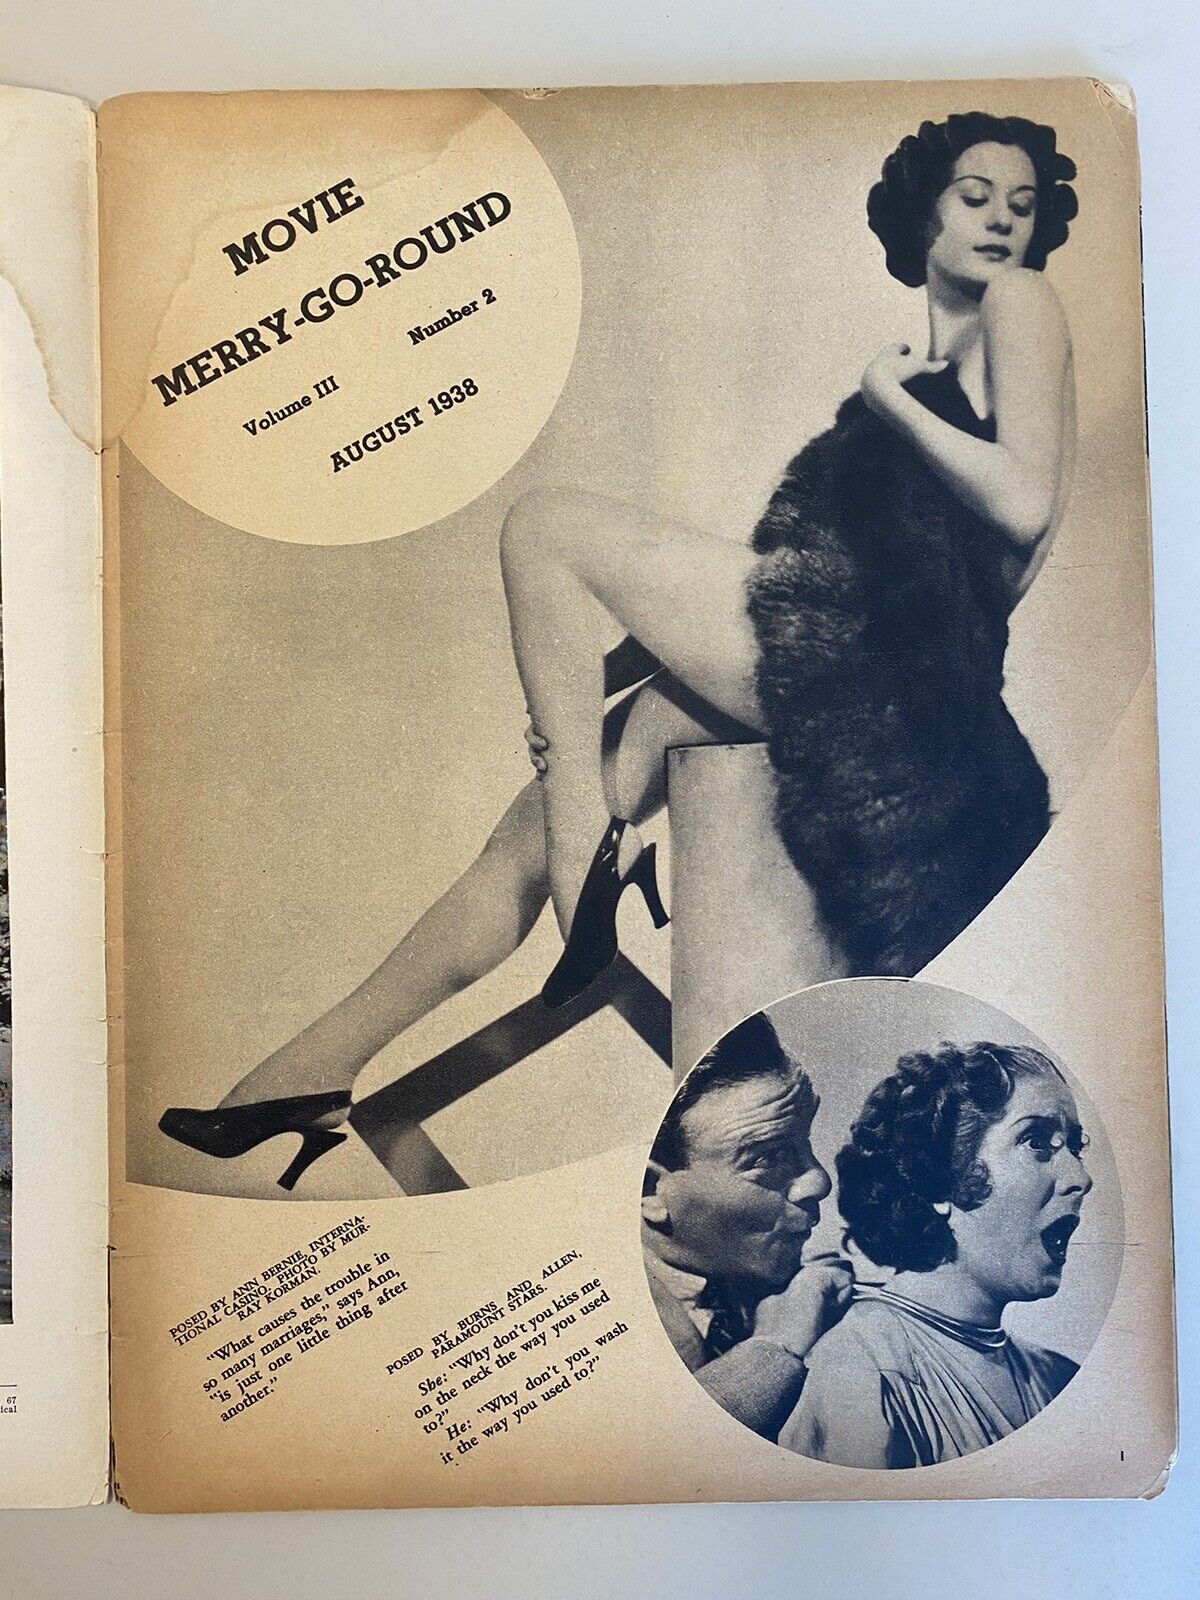 MOVIE
MERRY-GO-ROUND
Volume III Number 2
AUGUST 1938
POSED BY ANN BERNIE, INTERNA-
TIONAL CASINO. PHOTO BY MUR-
RAY KORMAN.
"What causes the trouble in
so many marriages," says Ann,
"is just one little thing after
another."
POSED BY BURNS AND ALLEN,
PARAMOUNT STARS.
She: "Why don't you kiss me
on the neck the way you used
to?"
He: "Why don't you wash
it the way you used to?"
67
ical
1